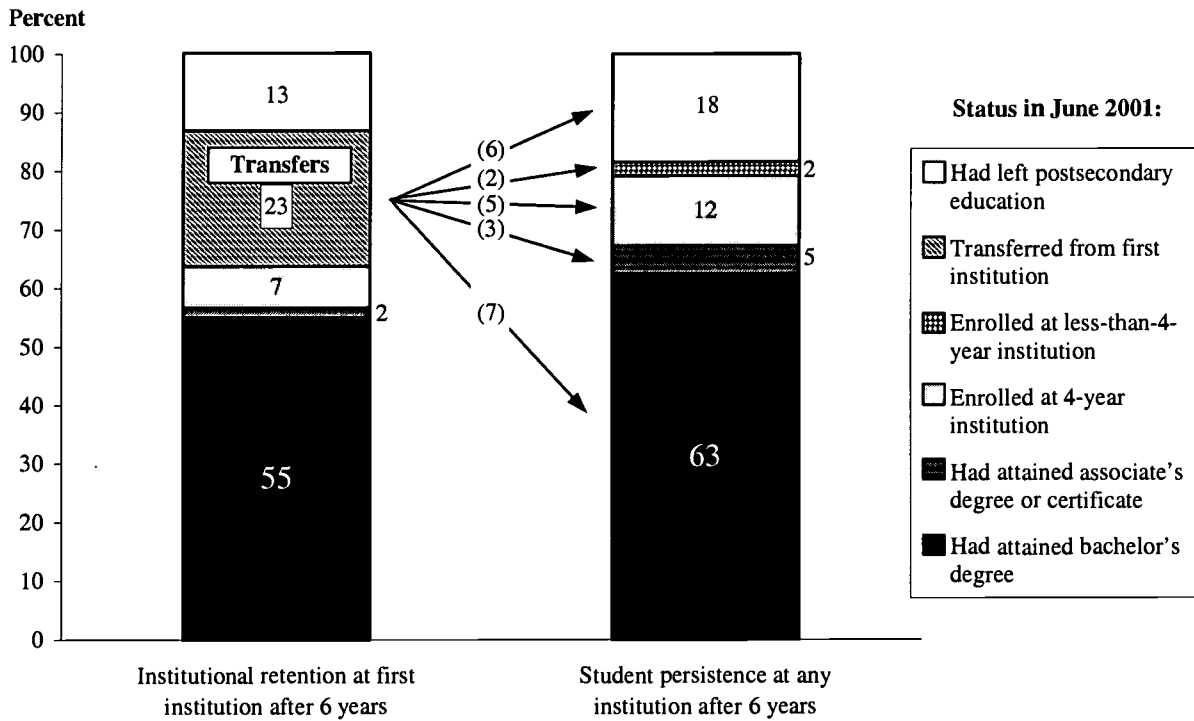 Percent
100
90
80
70
60
50
40
30
20
10
0
13
Transfers
23
7
2
55
(6)
(2)
(5)
(3)
(7)
18
2
12
5
63
Institutional retention at first
institution after 6 years
Student persistence at any
institution after 6 years
Status in June 2001:
Had left postsecondary
education
Transferred from first
institution
Enrolled at less-than-4-
year institution
Enrolled at 4-year
institution
Had attained associate's
degree or certificate
Had attained bachelor's
degree